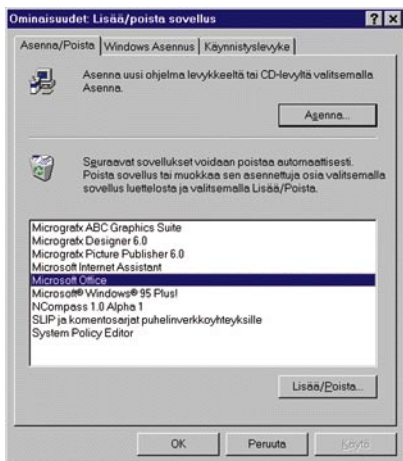 Ominaisuudet: Lisää/poista sovellus
Asenna/Poista Windows Asennus Käynnistyslevyke
Asenna uusi ohjelma levykkeeltä tai CD-levyltä valitsemalla
Asenna.
Asenna...
Seuraavat sovellukset voidaan poistaa automaattisesti.
Poista sovellus tai muokkaa sen asennettuja osia valitsemalla
sovellus luettelosta ja valitsemalla Lisää/Poista.
Micrografx ABC Graphics Suite
Micrografx Designer 6.0
Micrografx Picture Publisher 6.0
Microsoft Internet Assistant
Microsoft Office
Microsoft® Windows® 95 Plus!
NCompass 1.0 Alpha 1
SLIP ja komentosarjat puhelinverkkoyhteyksille
System Policy Editor
Lisää/Poista...
OK Peruuta Käytä